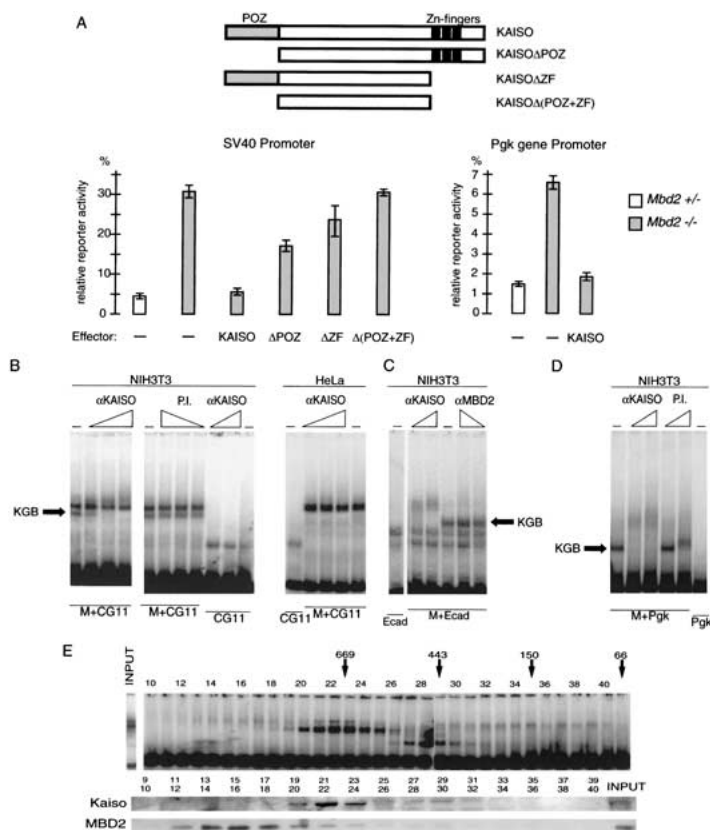 A
POZ
Zn-fingers
KAISO
KAISOΔPOZ
KAISOΔZF
KAISOΔ(POZ+ZF)
SV40 Promoter
Pgk gene Promoter
%
relative reporter activity
30
20
10
0
%
relative reporter activity
7
6
5
4
3
2
1
0
Mbd2 +/-
Mbd2 -/-
Effector: — — KAISO ΔPOZ ΔZF Δ(POZ+ZF)
— — KAISO
B
NIH3T3
HeLa
– αKAISO – P.I. αKAISO –
– αKAISO –
KGB
M+CG11 M+CG11 CG11
CG11 M+CG11
C
NIH3T3
– αKAISO – αMBD2
KGB
Ecad M+Ecad
D
NIH3T3
– αKAISO P.I. –
KGB
M+Pgk Pgk
E
669 443 150 66
INPUT 10 12 14 16 18 20 22 24 26 28 30 32 34 36 38 40
9 11 13 15 17 19 21 23 25 27 29 31 33 35 37 39
10 12 14 16 18 20 22 24 26 28 30 32 34 36 38 40 INPUT
Kaiso
MBD2